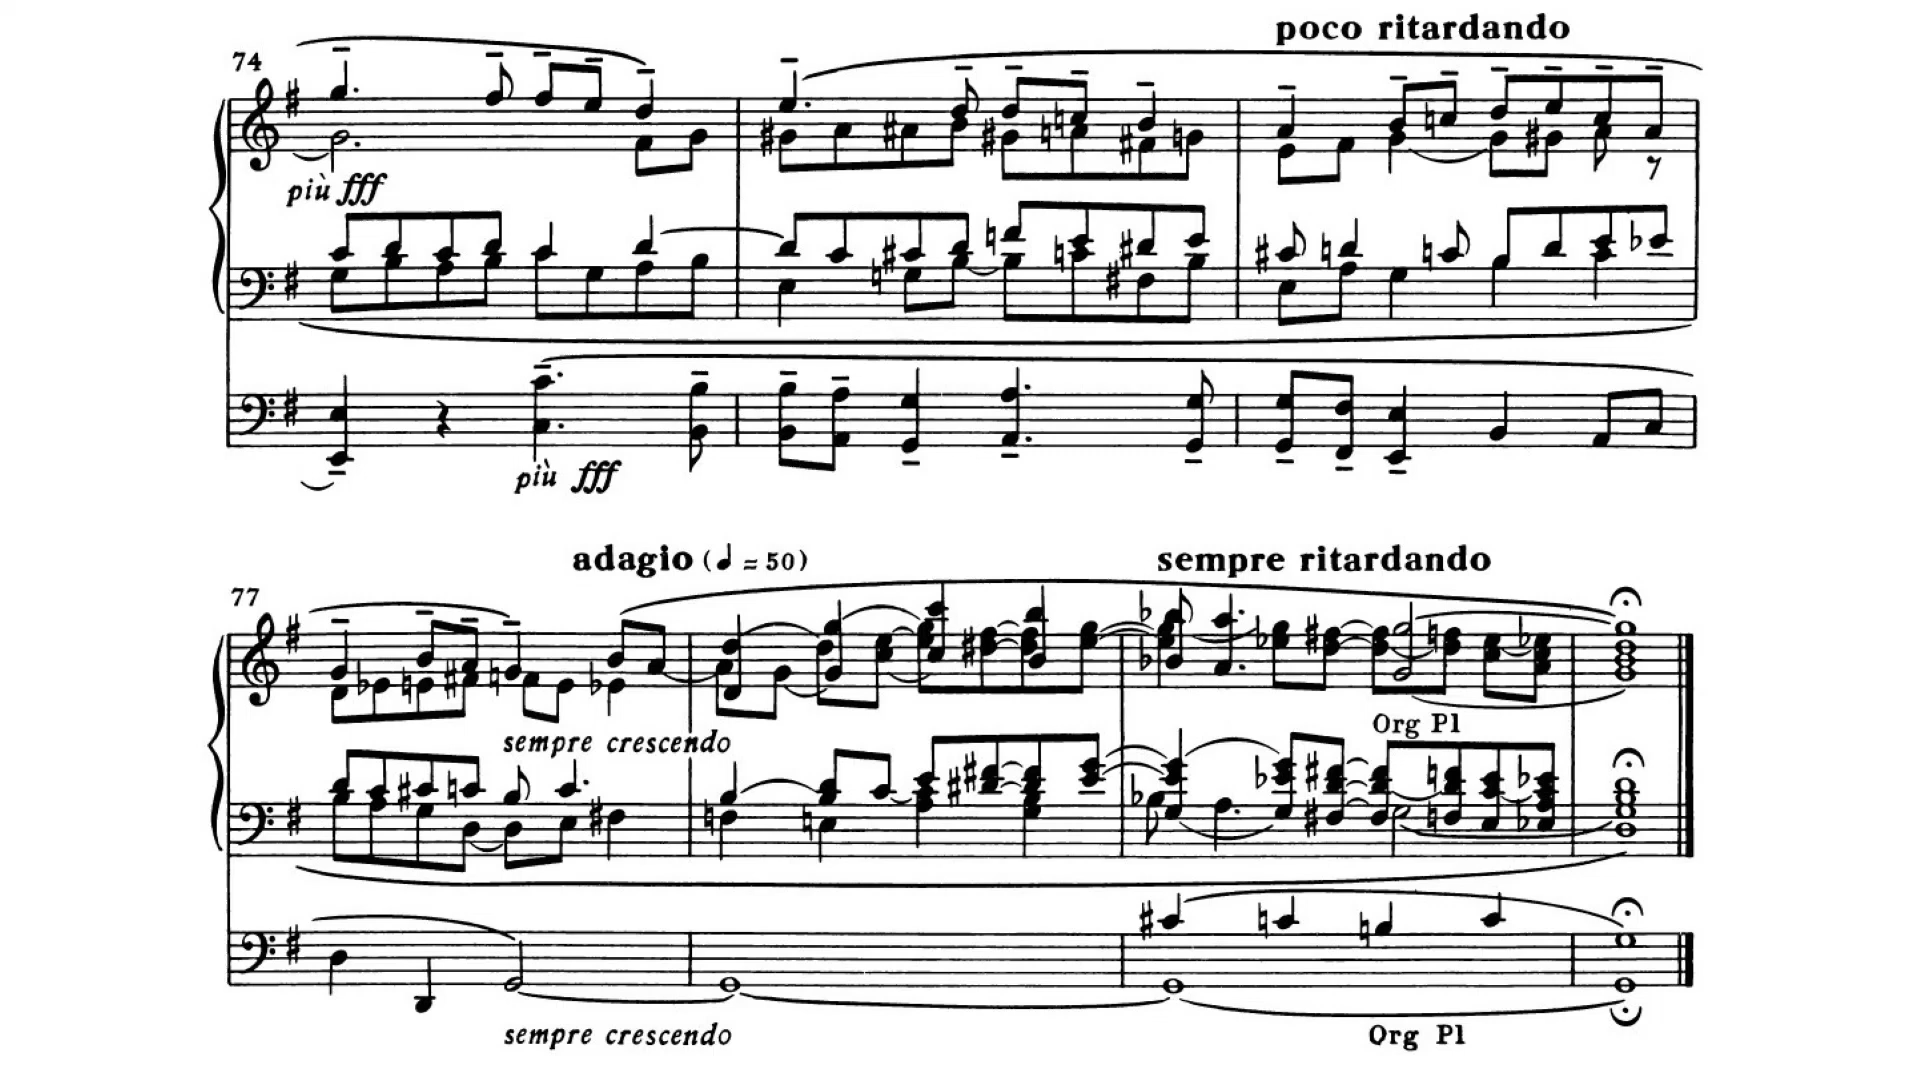 poco ritardando
74
più fff
più fff
adagio (♩ = 50)
sempre ritardando
77
sempre crescendo
Org Pl
sempre crescendo
Org Pl